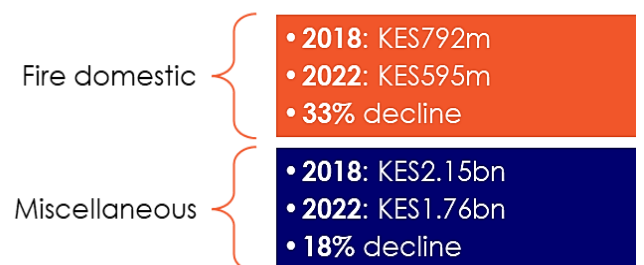 Fire domestic
• 2018: KES792m
• 2022: KES595m
• 33% decline
Miscellaneous
• 2018: KES2.15bn
• 2022: KES1.76bn
• 18% decline